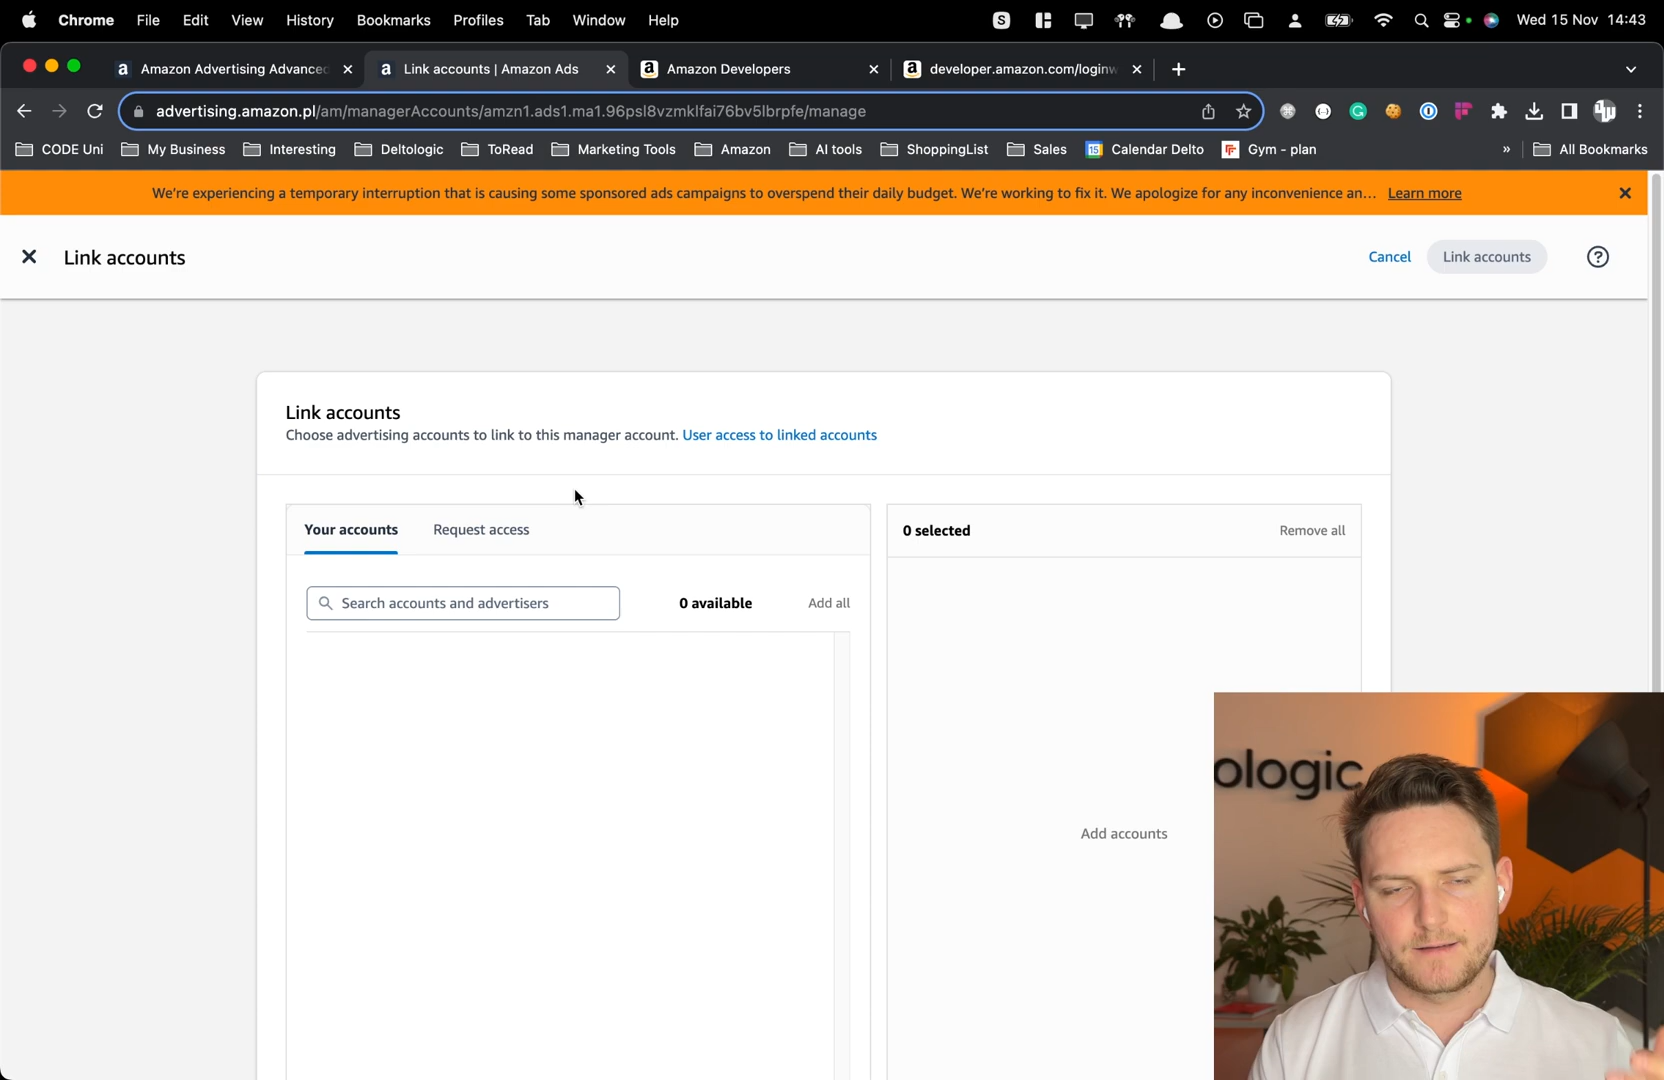 Chrome File Edit View History Bookmarks Profiles Tab Window Help S Wed 15 Nov 14:43
a Amazon Advertising Advanced a Link accounts | Amazon Ads a Amazon Developers a developer.amazon.com/loginw
advertising.amazon.pl/am/managerAccounts/amzn1.ads1.ma1.96psl8vzmklfai76bv5lbrpfe/manage
CODE Uni My Business Interesting Deltologic ToRead Marketing Tools Amazon AI tools ShoppingList Sales 15 Calendar Delto Gym - plan » All Bookmarks
We're experiencing a temporary interruption that is causing some sponsored ads campaigns to overspend their daily budget. We're working to fix it. We apologize for any inconvenience an... Learn more
Link accounts Cancel Link accounts ?
Link accounts
Choose advertising accounts to link to this manager account. User access to linked accounts
Your accounts Request access 0 selected Remove all
Search accounts and advertisers 0 available Add all
Add accounts
ologic